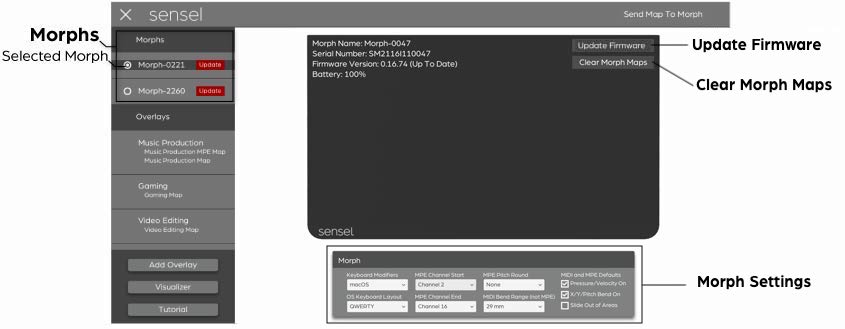 sensel
Send Map To Morph
Morphs
Selected Morph
Morphs
Morph-0221 Update
Morph-2260 Update
Overlays
Music Production
Music Production MPE Map
Music Production Map
Gaming
Gaming Map
Video Editing
Video Editing Map
Add Overlay
Visualizer
Tutorial
Morph Name: Morph-0047
Serial Number: SM2116I110047
Firmware Version: 0.16.74 (Up To Date)
Battery: 100%
Update Firmware
Clear Morph Maps
Update Firmware
Clear Morph Maps
sensel
Morph
Keyboard Modifiers MPE Channel Start MPE Pitch Round MIDI and MPE Defaults
macOS Channel 2 None Pressure/Velocity On
X/Y/Pitch Bend On
OS Keyboard Layout MPE Channel End MIDI Bend Range (not MPE)
QWERTY Channel 16 29 mm Slide Out of Areas
Morph Settings